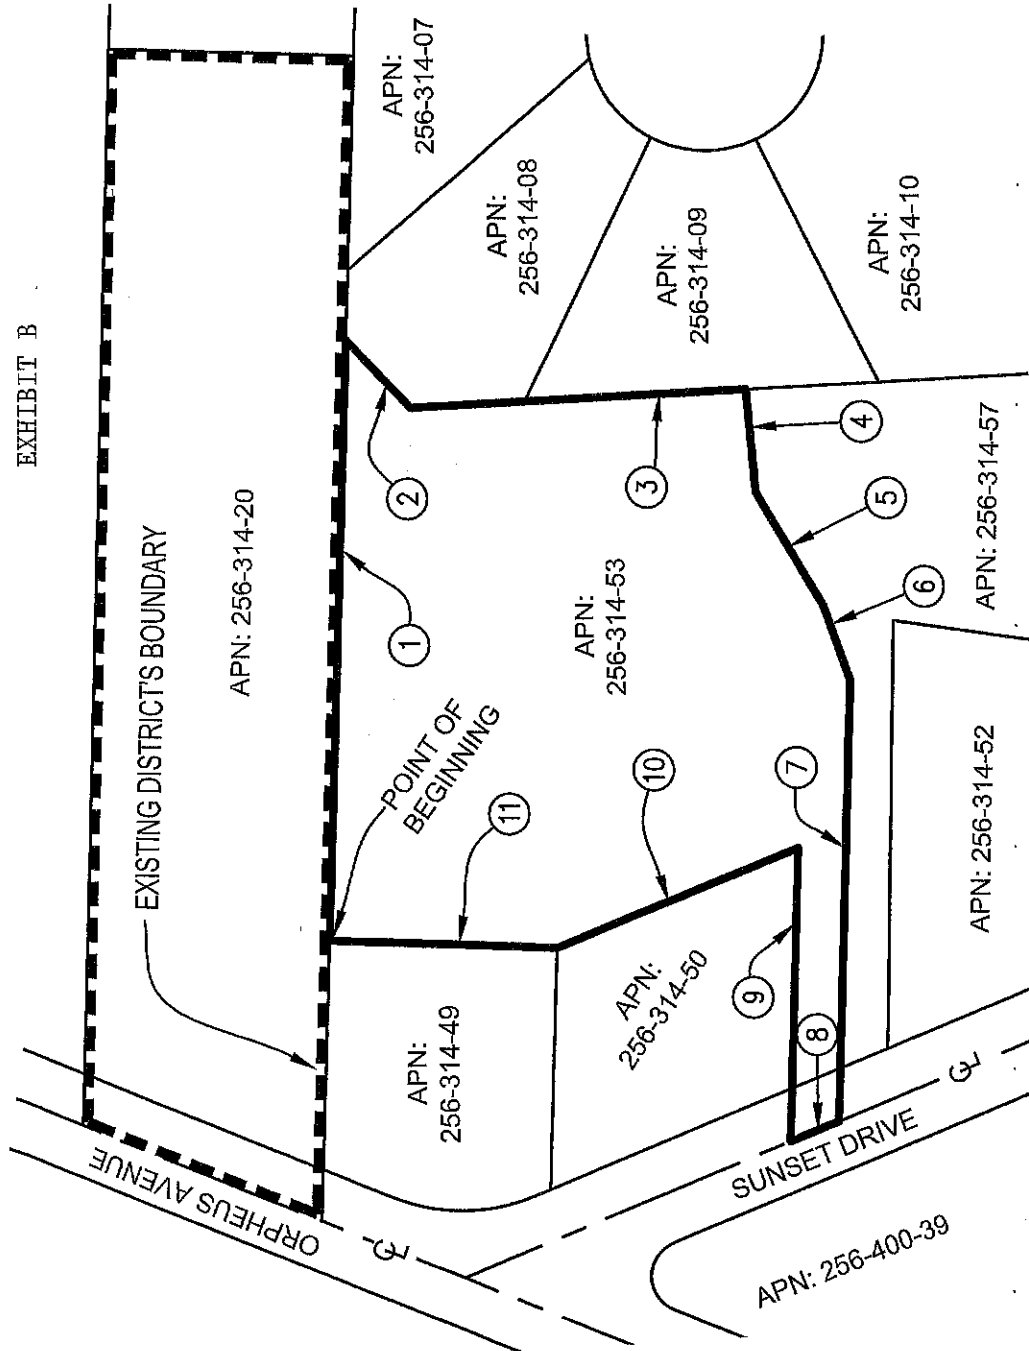 EXHIBIT B
EXISTING DISTRICT'S BOUNDARY
APN: 256-314-20
APN:
256-314-07
APN:
256-314-08
APN:
256-314-09
APN:
256-314-10
POINT OF
BEGINNING
APN:
256-314-53
APN:
256-314-49
APN:
256-314-50
APN: 256-314-57
APN: 256-314-52
APN: 256-400-39
ORPHEUS AVENUE
SUNSET DRIVE
1
2
3
4
5
6
7
8
9
10
11
℄
℄